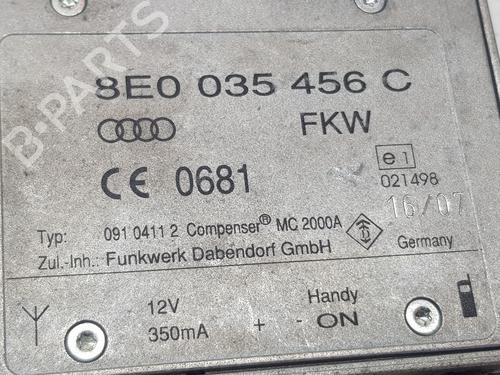 8E0 035 456 C
FKW
CE 0681
e1
021498
16/07
Typ: 091 0411 2 Compenser® MC 2000A
Zul.-Inh.: Funkwerk Dabendorf GmbH
Germany
12V
350mA
+ -
Handy
ON
B-PARTS